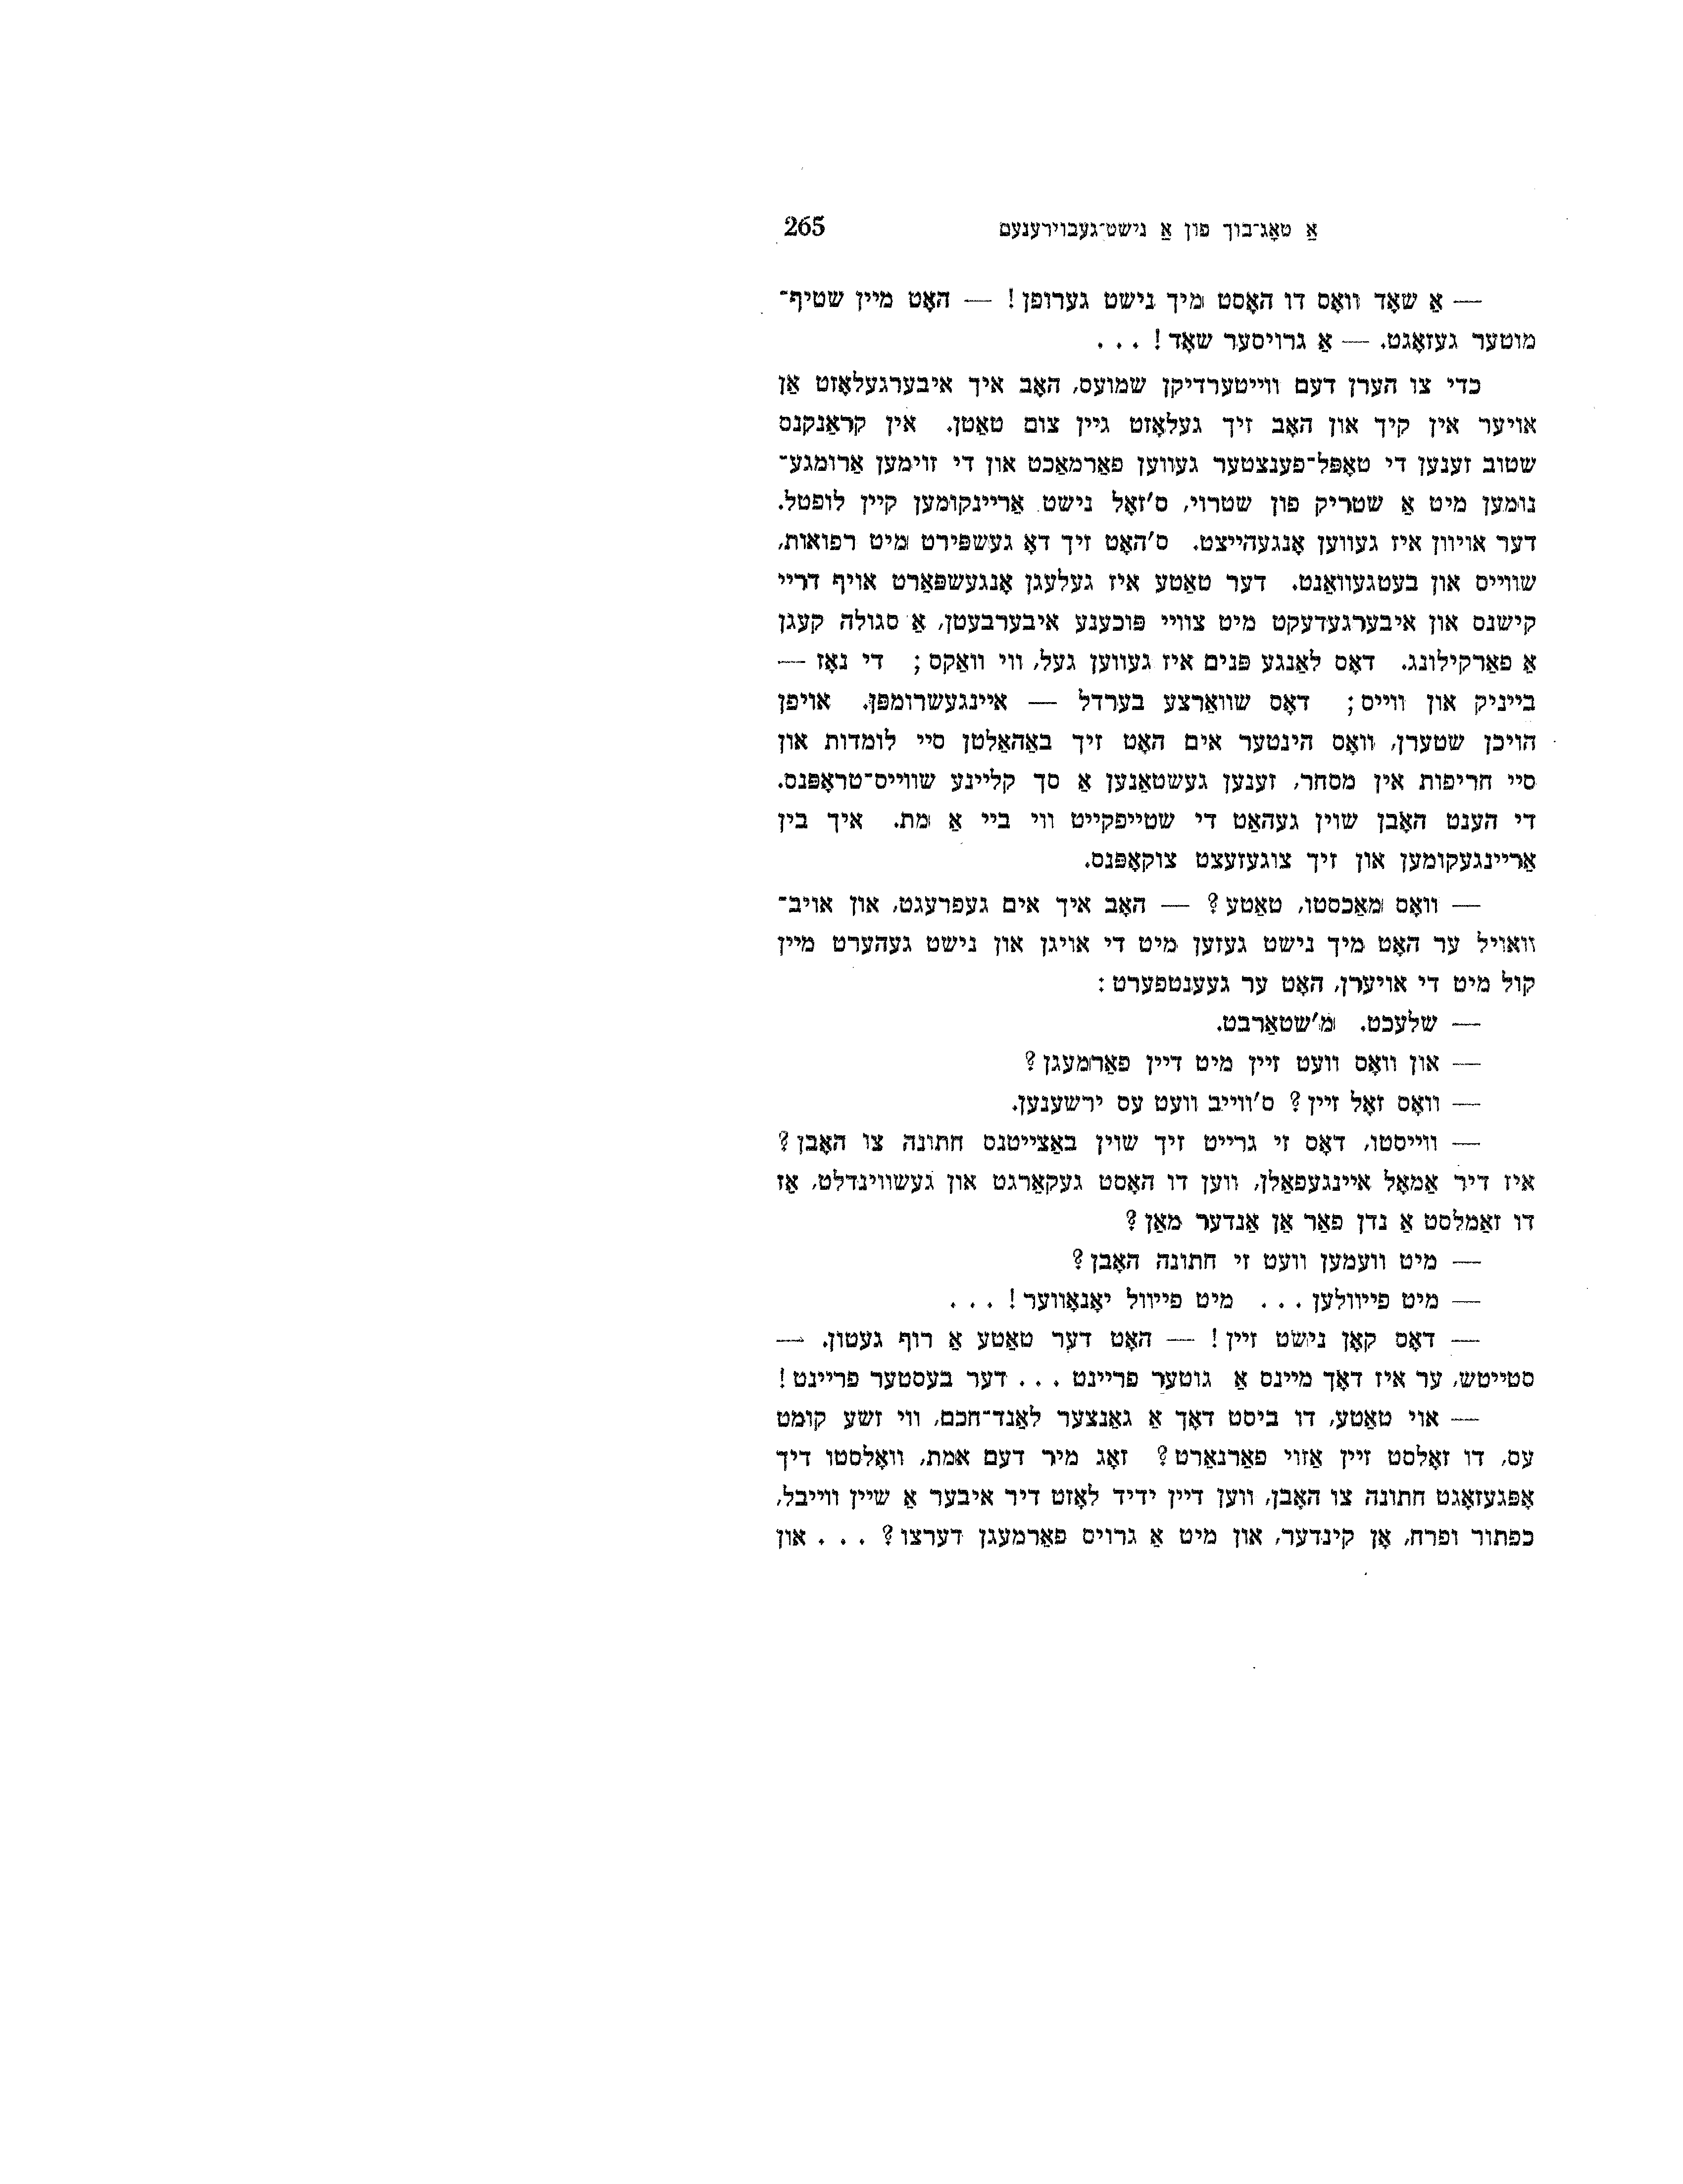 אַ טאָג־בוך פון אַ נישט־געבוירענעם 265
— אַ שאָד וואָס דו האָסט מיך נישט גערופן! — האָט מיין שטיף־
מוטער געזאָגט. — אַ גרויסער שאָד! . . .
כדי צו הערן דעם ווייטערדיקן שמועס, האָב איך איבערגעלאָזט אַן
אויער אין קיך און האָב זיך געלאָזט גיין צום טאַטן. אין קראַנקנס
שטוב זענען די טאָפּל־פענצטער געווען פאַרמאַכט און די זוימען אַרומגע־
נומען מיט אַ שטריק פון שטרוי, ס'זאָל נישט אַריינקומען קיין לופטל.
דער אויוון איז געווען אָנגעהייצט. ס'האָט זיך דאָ געשפּירט מיט רפואות,
שווייס און בעטגעוואַנט. דער טאַטע איז געלעגן אָנגעשפּאַרט אויף דריי
קישנס און איבערגעדעקט מיט צוויי פּוכענע איבערבעטן, אַ סגולה קעגן
אַ פאַרקילונג. דאָס לאַנגע פּנים איז געווען געל, ווי וואַקס; די נאָז —
בייניק און ווייס; דאָס שוואַרצע בערדל — איינגעשרומפּן. אויפן
הויכן שטערן, וואָס הינטער אים האָט זיך באַהאַלטן סיי לומדות און
סיי חריפות אין מסחר, זענען געשטאַנען אַ סך קליינע שווייס־טראָפּנס.
די הענט האָבן שוין געהאַט די שטייפקייט ווי ביי אַ מת. איך בין
אַריינגעקומען און זיך צוגעזעצט צוקאָפּנס.
— וואָס מאַכסטו, טאַטע? — האָב איך אים געפרעגט, און אויב־
וואויל ער האָט מיך נישט געזען מיט די אויגן און נישט געהערט מיין
קול מיט די אויערן, האָט ער געענטפערט:
— שלעכט. מ'שטאַרבט.
— און וואָס וועט זיין מיט דיין פאַרמעגן?
— וואָס זאָל זיין? ס'ווייב וועט עס ירשענען.
— ווייסטו, דאָס זי גרייט זיך שוין באַצייטנס חתונה צו האָבן?
איז דיר אַמאָל איינגעפאַלן, ווען דו האָסט געקאַרגט און געשווינדלט, אַז
דו זאַמלסט אַ נדן פאַר אַן אַנדער מאַן?
— מיט וועמען וועט זי חתונה האָבן?
— מיט פייוולען . . . מיט פייוול יאָנאָווער! . . .
— דאָס קאָן נישט זיין! — האָט דער טאַטע אַ רוף געטון. —
סטייטש, ער איז דאָך מיינס אַ גוטער פריינט . . . דער בעסטער פריינט!
— אוי טאַטע, דו ביסט דאָך אַ גאַנצער לאַנד־חכם, ווי זשע קומט
עס, דו זאָלסט זיין אַזוי פאַרנאַרט? זאָג מיר דעם אמת, וואָלסטו דיך
אָפּגעזאָגט חתונה צו האָבן, ווען דיין ידיד לאָזט דיר איבער אַ שיין ווייבל,
כפתור ופרח, אָן קינדער, און מיט אַ גרויס פאַרמעגן דערצו? . . . און